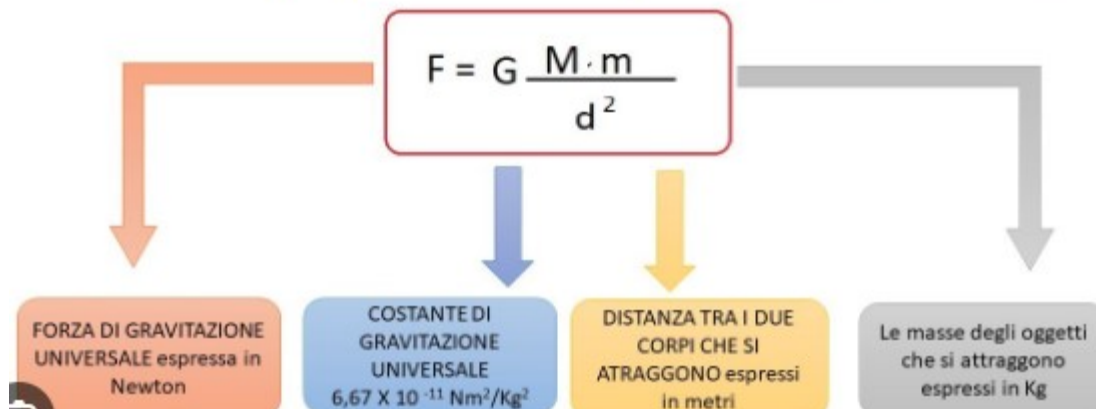 F = G M · m
d ²
FORZA DI GRAVITAZIONE
UNIVERSALE espressa in
Newton
COSTANTE DI
GRAVITAZIONE
UNIVERSALE
6,67 X 10 ⁻¹¹ Nm²/Kg²
DISTANZA TRA I DUE
CORPI CHE SI
ATRAGGONO espressi
in metri
Le masse degli oggetti
che si attraggono
espressi in Kg